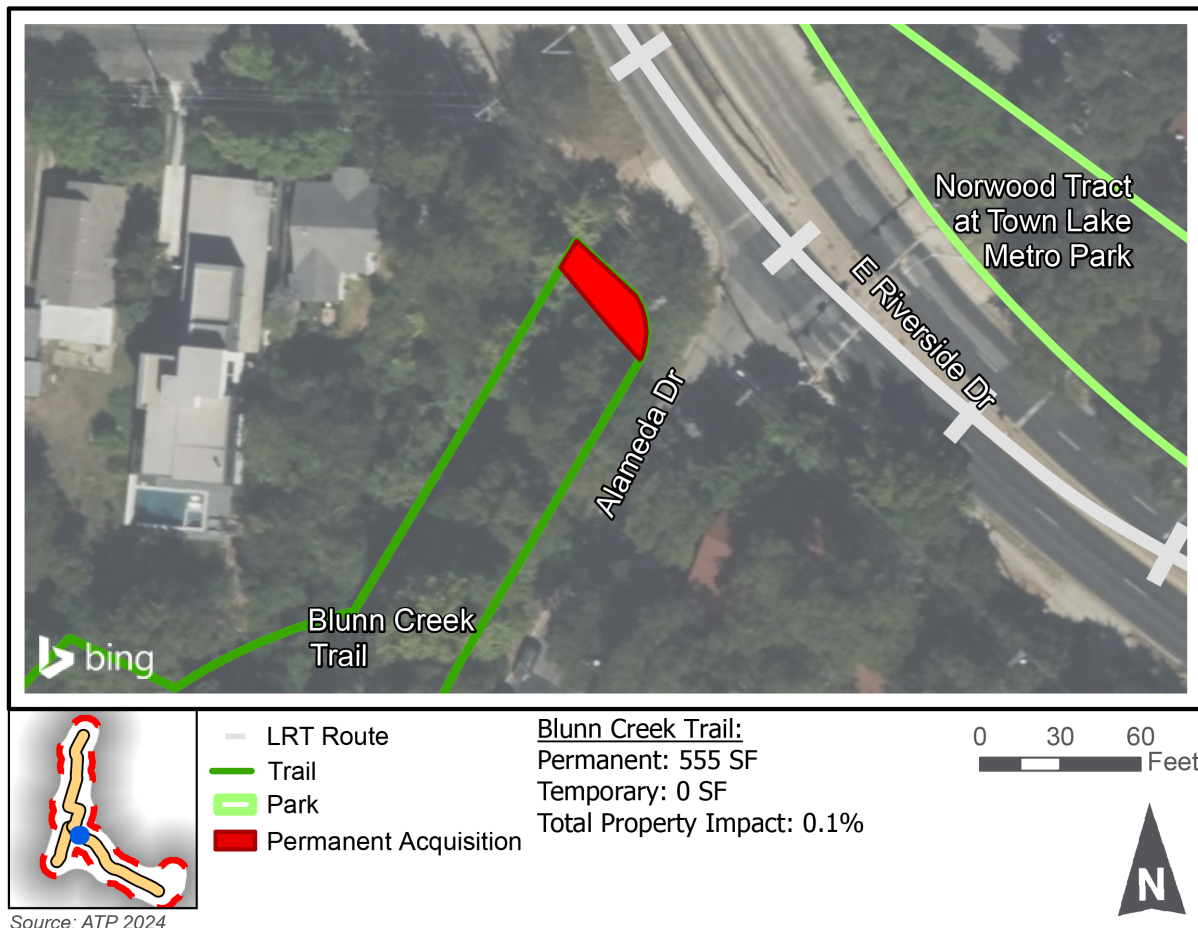 Norwood Tract
at Town Lake
Metro Park
E Riverside Dr
Alameda Dr
Blunn Creek
Trail
bing
LRT Route
Trail
Park
Permanent Acquisition
Blunn Creek Trail:
Permanent: 555 SF
Temporary: 0 SF
Total Property Impact: 0.1%
0 30 60
Feet
N
Source: ATP 2024